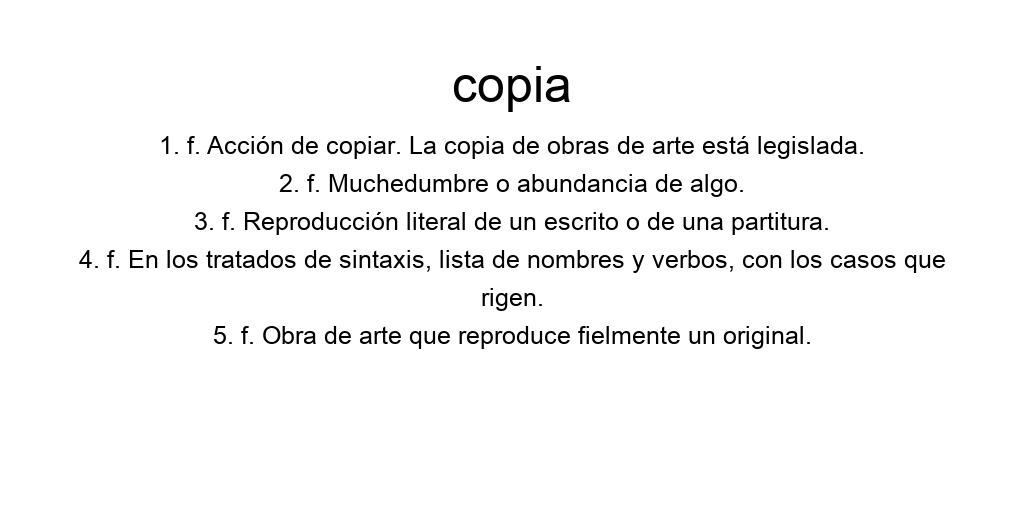 copia
1. f. Acción de copiar. La copia de obras de arte está legislada.
2. f. Muchedumbre o abundancia de algo.
3. f. Reproducción literal de un escrito o de una partitura.
4. f. En los tratados de sintaxis, lista de nombres y verbos, con los casos que
rigen.
5. f. Obra de arte que reproduce fielmente un original.